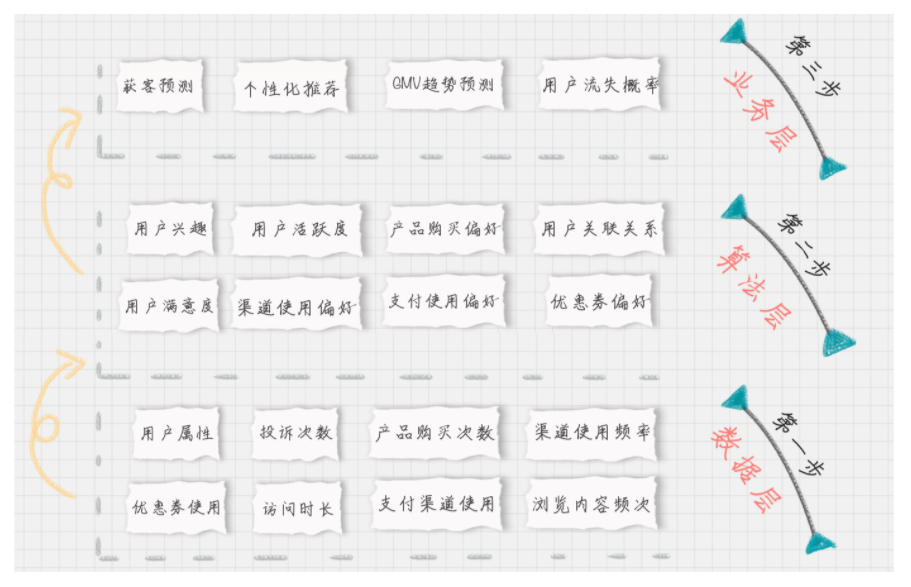 获客预测 个性化推荐 GMV趋势预测 用户流失概率
第三步
业务层
用户兴趣 用户活跃度 产品购买偏好 用户关联关系
用户满意度 渠道使用偏好 支付使用偏好 优惠券偏好
第二步
算法层
用户属性 投诉次数 产品购买次数 渠道使用频率
优惠券使用 访问时长 支付渠道使用 浏览内容频次
第一步
数据层